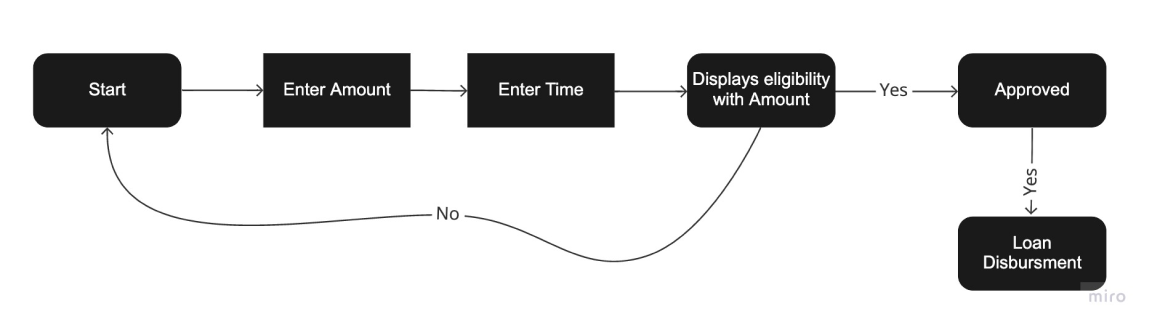 Start
Enter Amount
Enter Time
Displays eligibility
with Amount
Yes
Approved
Yes
No
Loan
Disbursment
miro